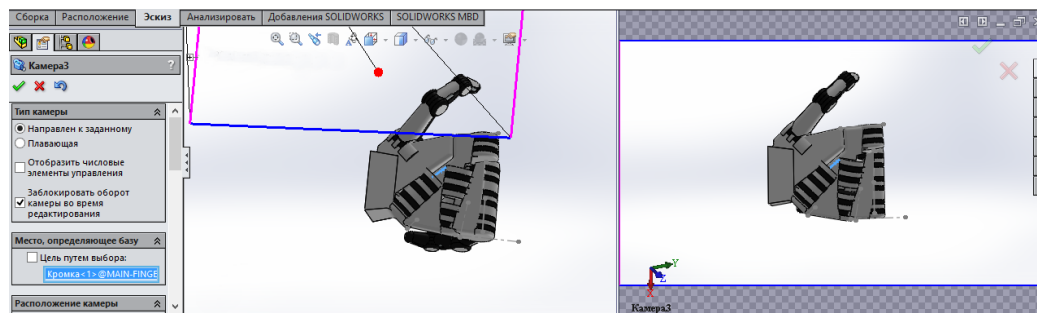 Сборка Расположение Эскиз Анализировать Добавления SOLIDWORKS SOLIDWORKS MBD
Камера3 ?
Тип камеры
Направлен к заданному
Плавающая
Отобразить числовые
элементы управления
Заблокировать оборот
камеры во время
редактирования
Место, определяющее базу
Цель путем выбора:
Кромка<1>@MAIN-FINGE
Расположение камеры
Y
Z
X
Камера3